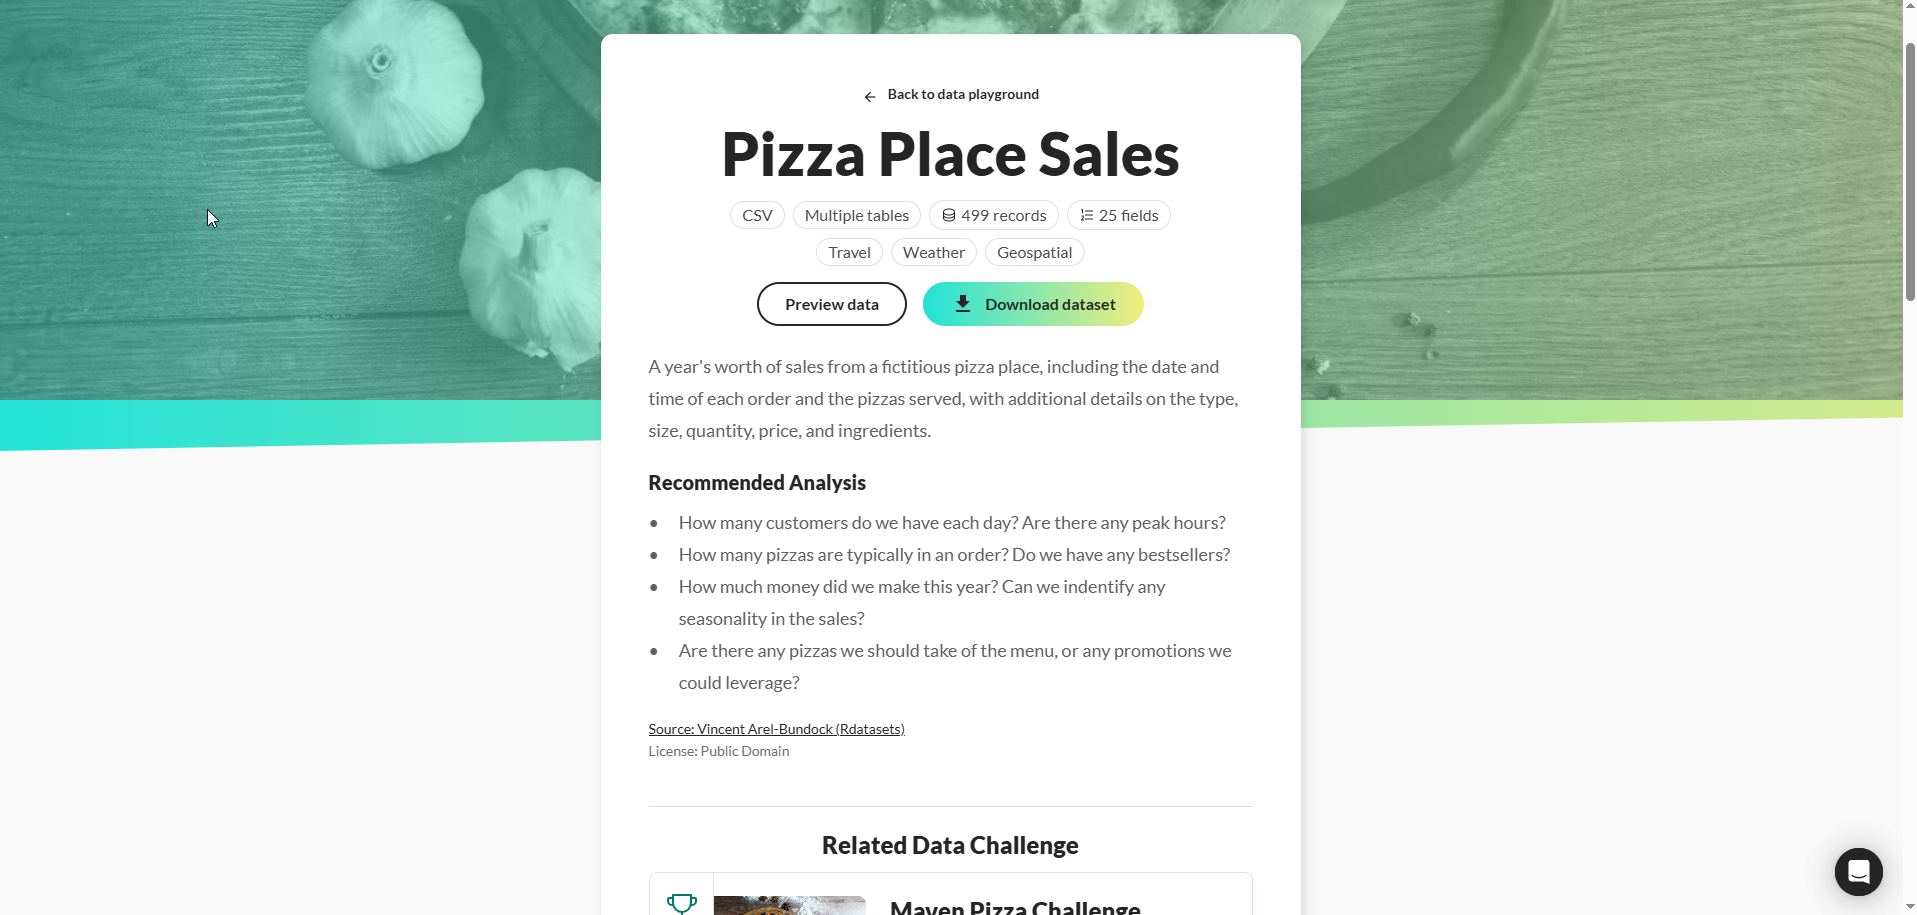 Back to data playground
Pizza Place Sales
CSV Multiple tables 499 records 25 fields
Travel Weather Geospatial
Preview data Download dataset
A year's worth of sales from a fictitious pizza place, including the date and
time of each order and the pizzas served, with additional details on the type,
size, quantity, price, and ingredients.
Recommended Analysis
• How many customers do we have each day? Are there any peak hours?
• How many pizzas are typically in an order? Do we have any bestsellers?
• How much money did we make this year? Can we indentify any
seasonality in the sales?
• Are there any pizzas we should take of the menu, or any promotions we
could leverage?
Source: Vincent Arel-Bundock (Rdatasets)
License: Public Domain
Related Data Challenge
Maven Pizza Challenge